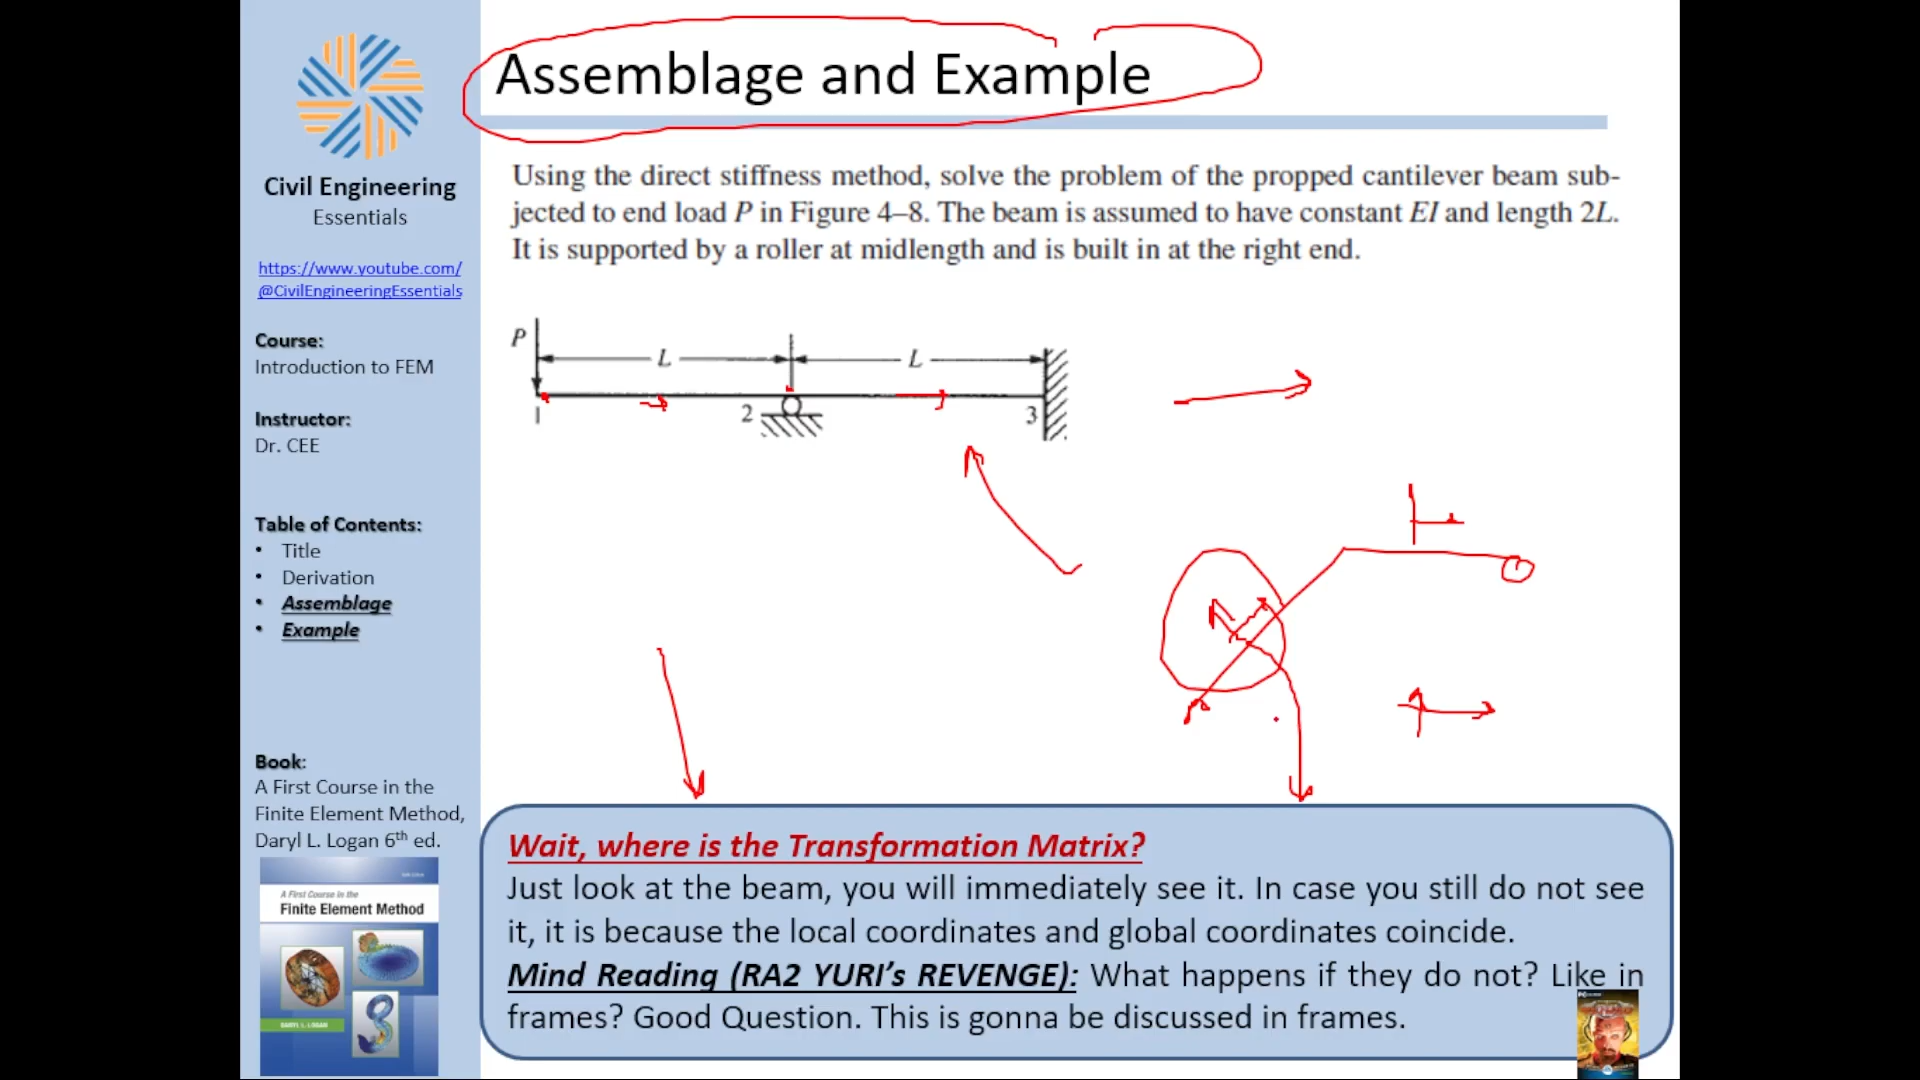 Civil Engineering
Essentials
https://www.youtube.com/
@CivilEngineeringEssentials
Course:
Introduction to FEM
Instructor:
Dr. CEE
Table of Contents:
• Title
• Derivation
• Assemblage
• Example
Book:
A First Course in the
Finite Element Method,
Daryl L. Logan 6th ed.
A First Course in the
Finite Element Method
DARYL L. LOGAN
Assemblage and Example
Using the direct stiffness method, solve the problem of the propped cantilever beam sub-
jected to end load P in Figure 4–8. The beam is assumed to have constant EI and length 2L.
It is supported by a roller at midlength and is built in at the right end.
P
L
L
1
2
3
Wait, where is the Transformation Matrix?
Just look at the beam, you will immediately see it. In case you still do not see
it, it is because the local coordinates and global coordinates coincide.
Mind Reading (RA2 YURI’s REVENGE): What happens if they do not? Like in
frames? Good Question. This is gonna be discussed in frames.